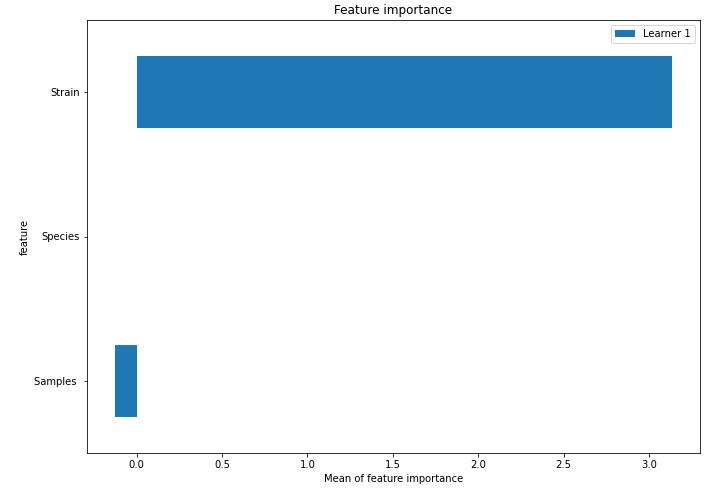 Feature importance
Learner 1
Strain
Species
Samples
feature
0.0 0.5 1.0 1.5 2.0 2.5 3.0
Mean of feature importance